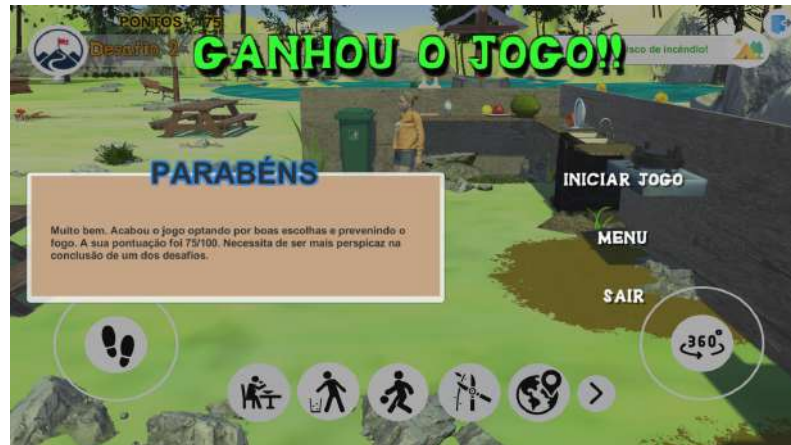 PONTOS : 75
Desafio 2
GANHOU O JOGO!!
isco de incêndio!
PARABÉNS
Muito bem. Acabou o jogo optando por boas escolhas e prevenindo o
fogo. A sua pontuação foi 75/100. Necessita de ser mais perspicaz na
conclusão de um dos desafios.
INICIAR JOGO
MENU
SAIR
360°